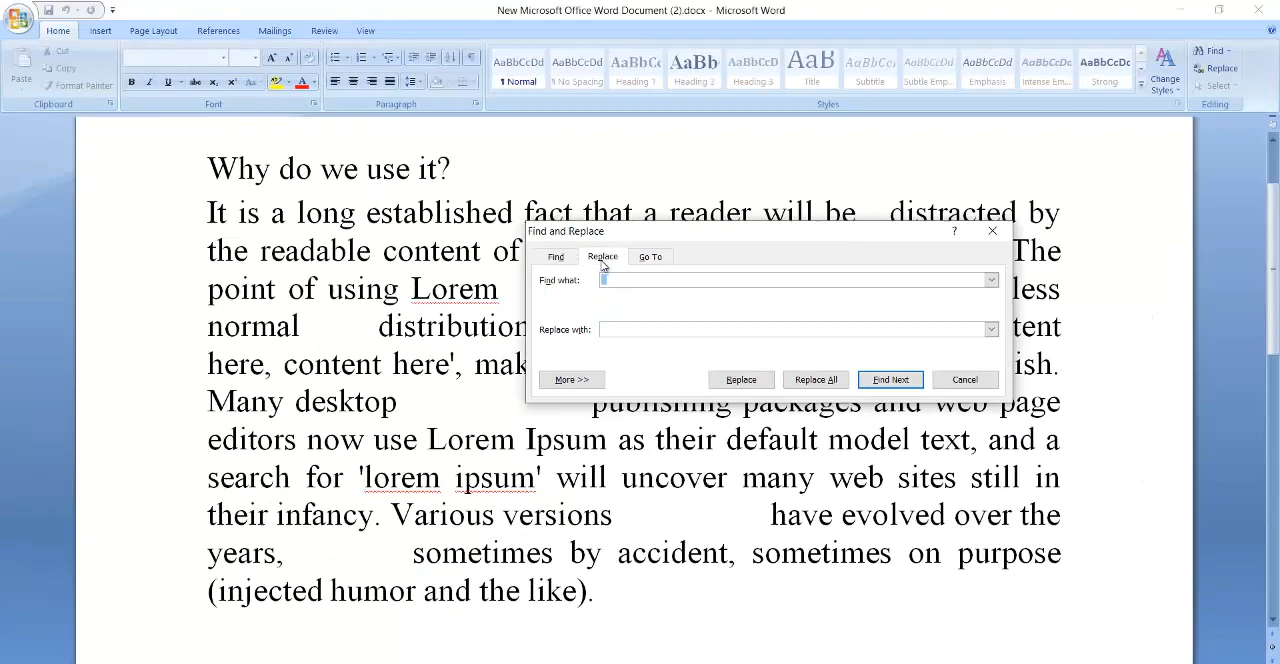 New Microsoft Office Word Document (2).docx - Microsoft Word
Home Insert Page Layout References Mailings Review View
Paste
Cut
Copy
Format Painter
Clipboard
B I U abc X₂ X² Aa
Font
Paragraph
AaBbCcDd AaBbCcDd AaBbCc AaBbCc AaBbCcD AaB AaBbCc AaBbCcDd AaBbCcDd AaBbCcDd AaBbCcDc
¶ Normal ¶ No Spacing Heading 1 Heading 2 Heading 3 Title Subtitle Subtle Emp... Emphasis Intense Em... Strong
Change
Styles
Styles
Find
Replace
Select
Editing
Why do we use it?
It is a long established fact that a reader will be distracted by
the readable content of The
point of using Lorem less
normal distribution tent
here, content here', mak ish.
Many desktop publishing packages and web page
editors now use Lorem Ipsum as their default model text, and a
search for 'lorem ipsum' will uncover many web sites still in
their infancy. Various versions have evolved over the
years, sometimes by accident, sometimes on purpose
(injected humor and the like).
Find and Replace ?
Find Replace Go To
Find what:
Replace with:
More >> Replace Replace All Find Next Cancel